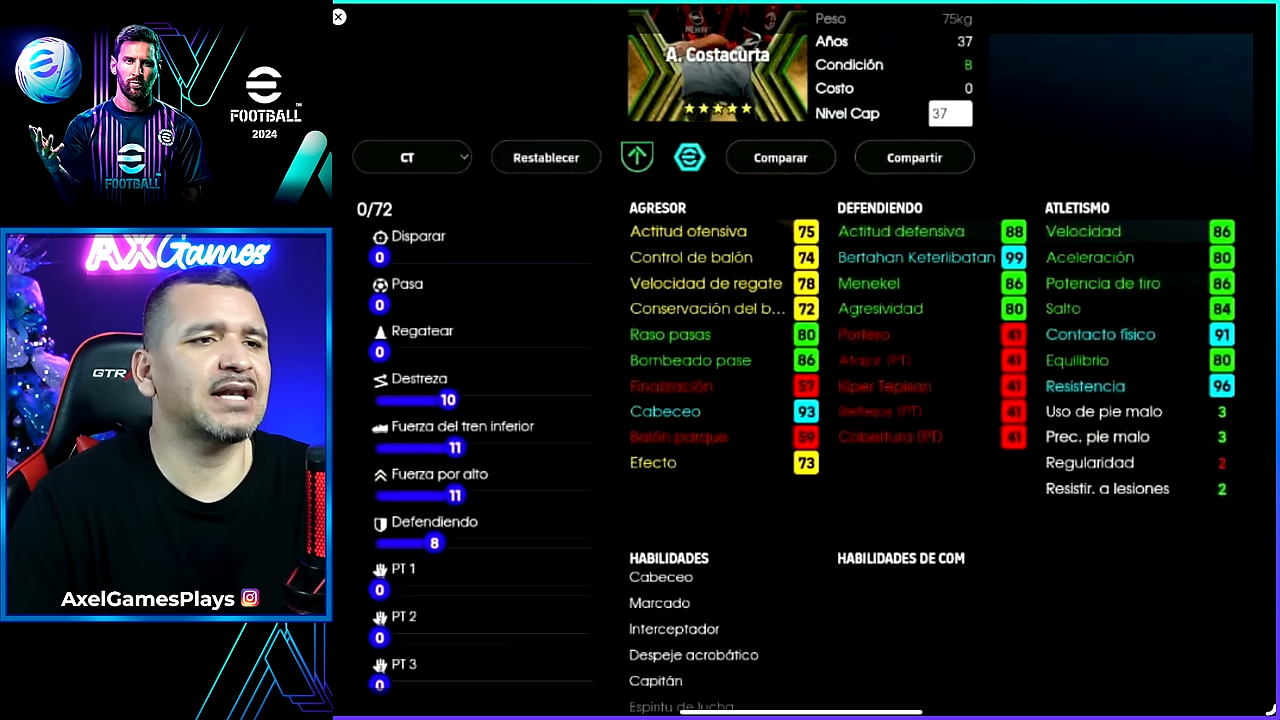 FOOTBALL
2024
FOOTBALL
AXGames
GTR
AxelGamesPlays
A. Costacurta
Peso 75kg
Años 37
Condición B
Costo 0
Nivel Cap 37
CT
Restablecer
Comparar
Compartir
0/72
Disparar
0
Pasa
0
Regatear
0
Destreza
10
Fuerza del tren inferior
11
Fuerza por alto
11
Defendiendo
8
PT 1
0
PT 2
0
PT 3
0
AGRESOR
Actitud ofensiva 75
Control de balón 74
Velocidad de regate 78
Conservación del b... 72
Raso pasas 80
Bombeado pase 86
Finalización 57
Cabeceo 93
Balón parque 59
Efecto 73
DEFENDIENDO
Actitud defensiva 88
Bertahan Keterlibatan 99
Menekel 86
Agresividad 80
Portero 41
Atajar (PT) 41
Kiper Tepisan 41
Reflejos (PT) 41
Cobertura (PT) 41
ATLETISMO
Velocidad 86
Aceleración 80
Potencia de tiro 86
Salto 84
Contacto físico 91
Equilibrio 80
Resistencia 96
Uso de pie malo 3
Prec. pie malo 3
Regularidad 2
Resistir. a lesiones 2
HABILIDADES
Cabeceo
Marcado
Interceptador
Despeje acrobático
Capitán
Espíritu de lucha
HABILIDADES DE COM